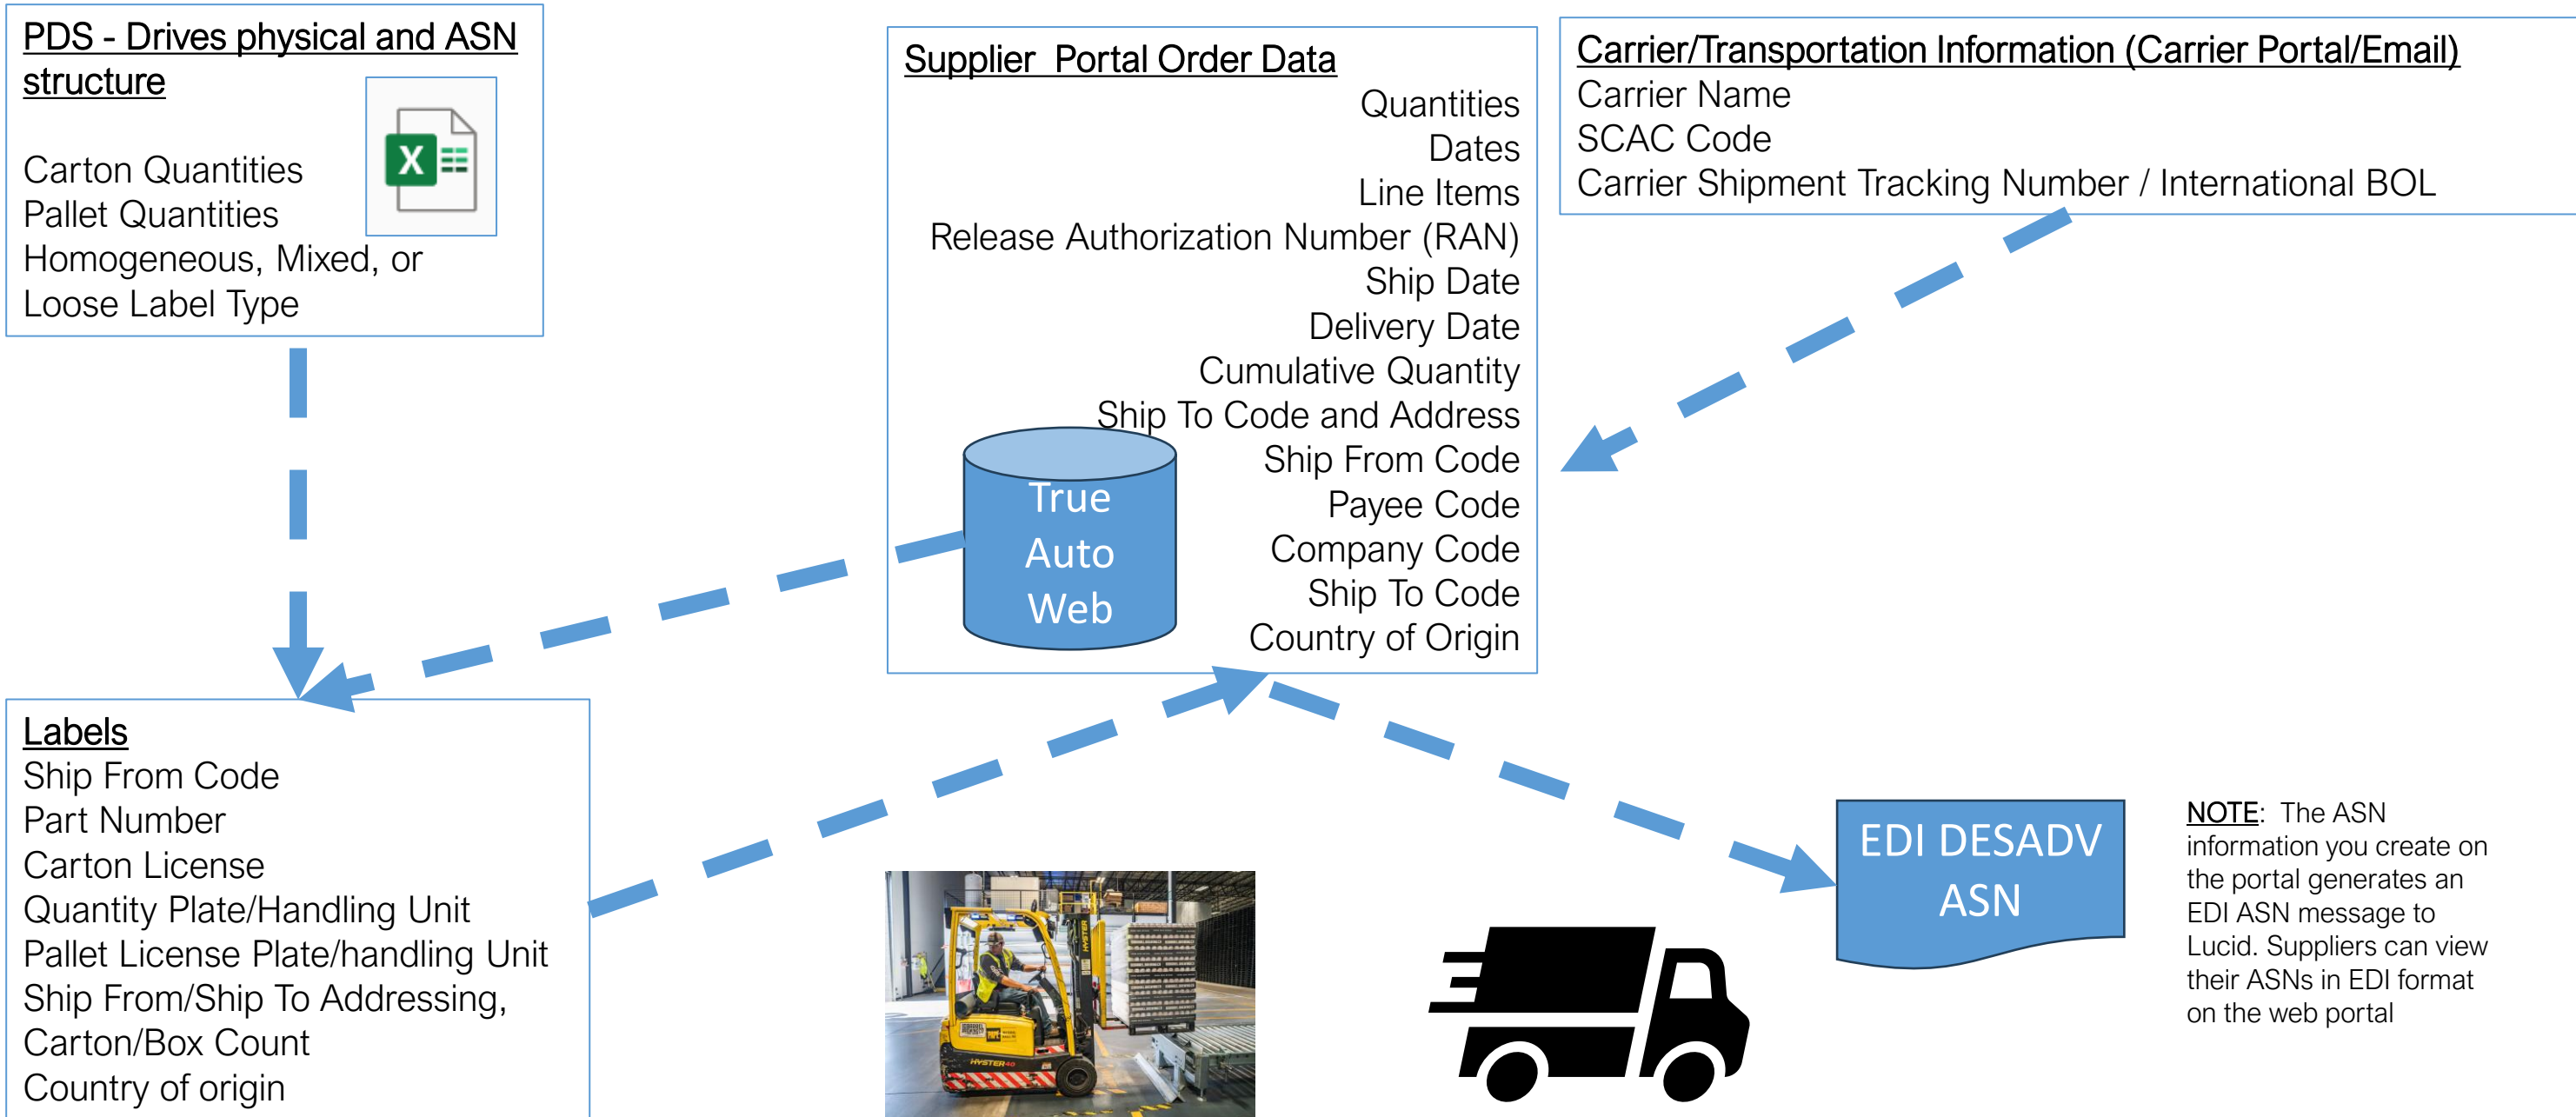 PDS - Drives physical and ASN
structure
Carton Quantities
Pallet Quantities
Homogeneous, Mixed, or
Loose Label Type
X
Supplier  Portal Order Data
Quantities
Dates
Line Items
Release Authorization Number (RAN)
Ship Date
Delivery Date
Cumulative Quantity
Ship To Code and Address
Ship From Code
Payee Code
Company Code
Ship To Code
Country of Origin
True
Auto
Web
Carrier/Transportation Information (Carrier Portal/Email)
Carrier Name
SCAC Code
Carrier Shipment Tracking Number / International BOL
Labels
Ship From Code
Part Number
Carton License
Quantity Plate/Handling Unit
Pallet License Plate/handling Unit
Ship From/Ship To Addressing,
Carton/Box Count
Country of origin
HYSTER
HYSTER 40
EDI DESADV
ASN
NOTE:  The ASN
information you create on
the portal generates an
EDI ASN message to
Lucid. Suppliers can view
their ASNs in EDI format
on the web portal